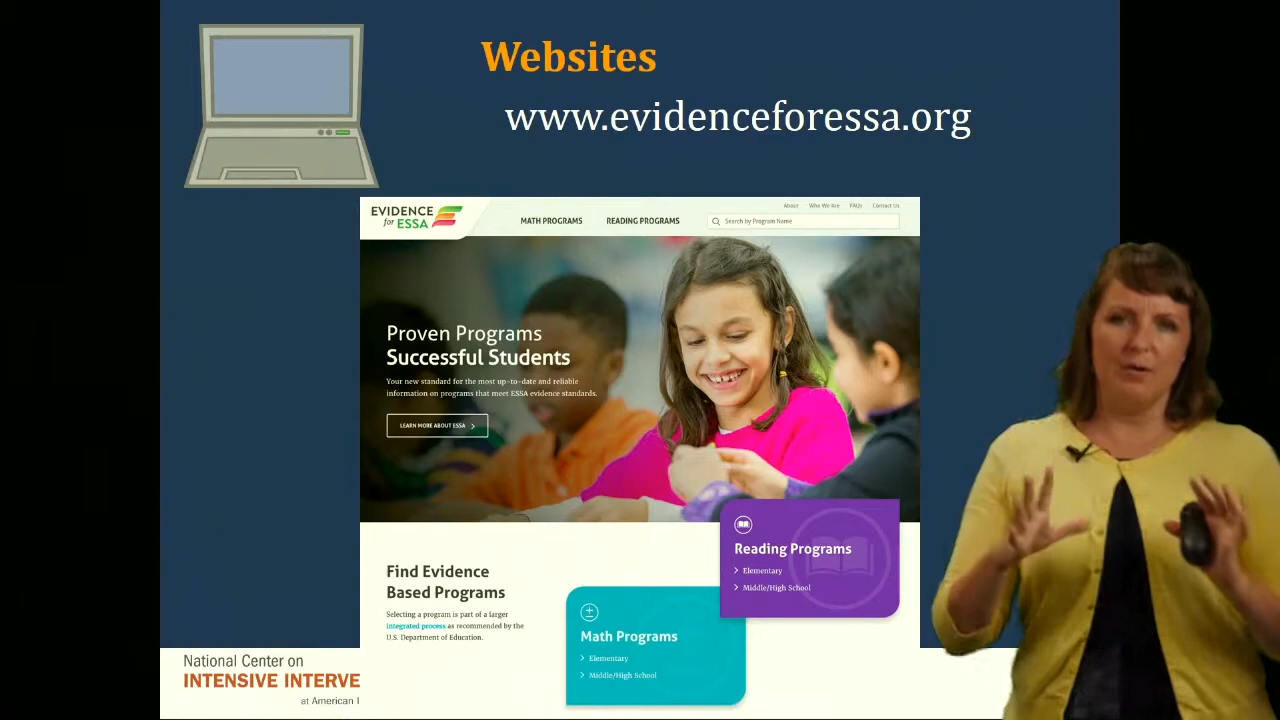 Websites
www.evidenceforessa.org
EVIDENCE
for ESSA
MATH PROGRAMS
READING PROGRAMS
About
Who We Are
FAQs
Contact Us
Search by Program Name
Proven Programs
Successful Students
Your new standard for the most up-to-date and reliable
information on programs that meet ESSA evidence standards.
LEARN MORE ABOUT ESSA
Reading Programs
Elementary
Middle/High School
Find Evidence
Based Programs
Selecting a program is part of a larger
integrated process as recommended by the
U.S. Department of Education.
Math Programs
Elementary
Middle/High School
National Center on
INTENSIVE INTERVE
at American I